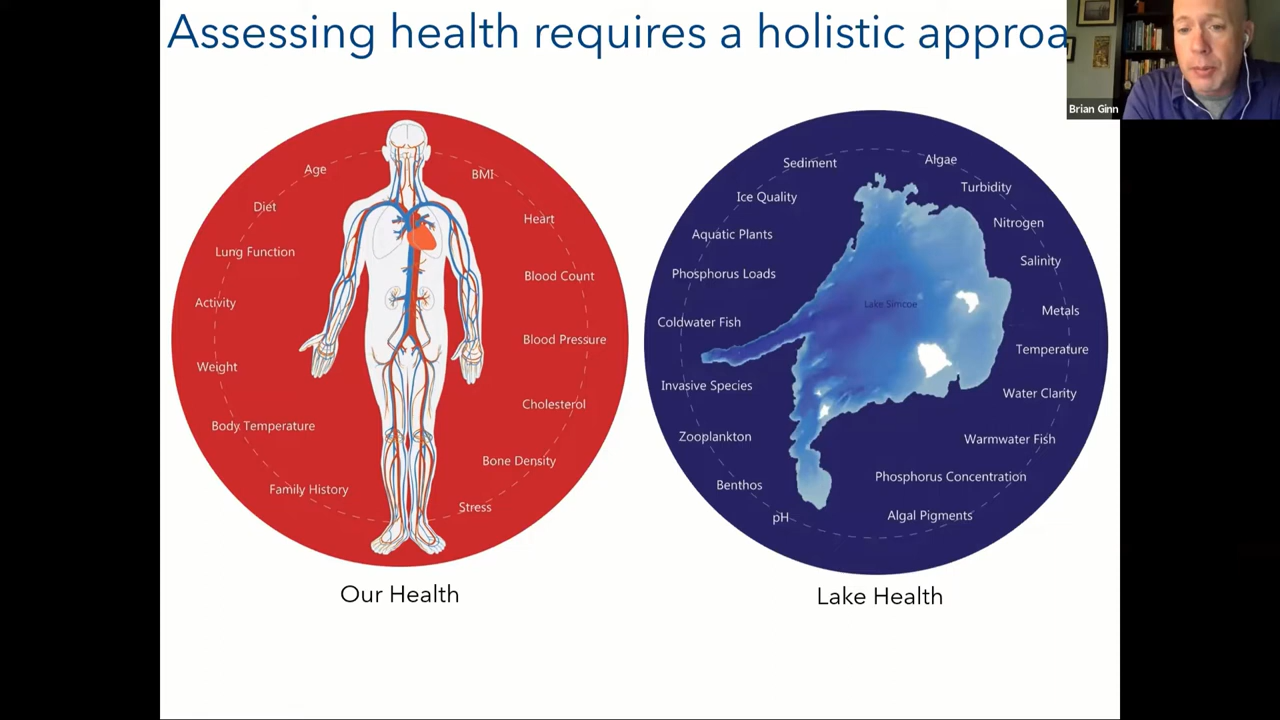 Assessing health requires a holistic approa
Brian Ginn
Age
BMI
Diet
Heart
Lung Function
Blood Count
Activity
Blood Pressure
Weight
Cholesterol
Body Temperature
Bone Density
Family History
Stress
Our Health
Sediment
Algae
Ice Quality
Turbidity
Aquatic Plants
Nitrogen
Phosphorus Loads
Salinity
Lake Simcoe
Coldwater Fish
Metals
Temperature
Invasive Species
Water Clarity
Zooplankton
Warmwater Fish
Benthos
Phosphorus Concentration
pH
Algal Pigments
Lake Health